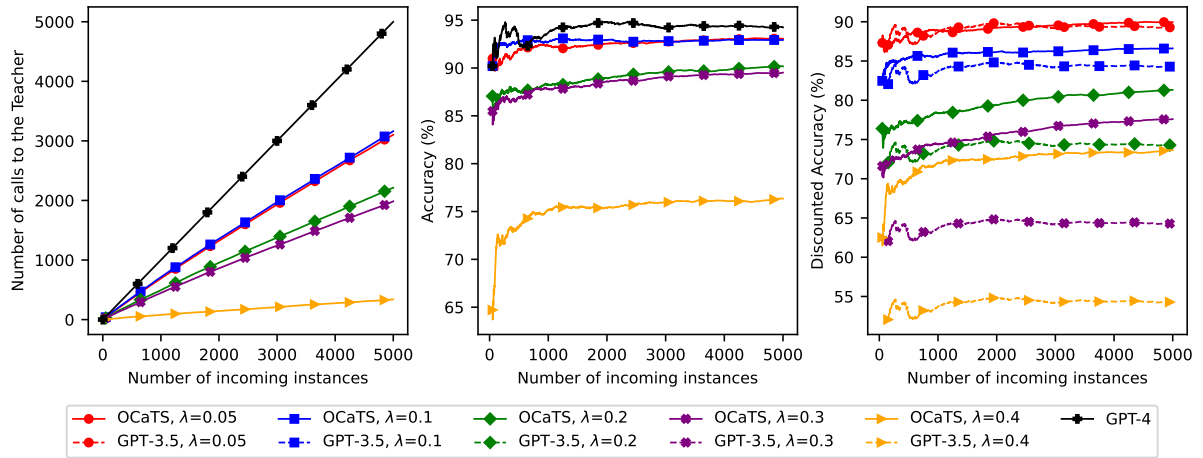 Number of calls to the Teacher
5000
4000
3000
2000
1000
0
0 1000 2000 3000 4000 5000
Number of incoming instances
Accuracy (%)
95
90
85
80
75
70
65
0 1000 2000 3000 4000 5000
Number of incoming instances
Discounted Accuracy (%)
90
85
80
75
70
65
60
55
0 1000 2000 3000 4000 5000
Number of incoming instances
OCaTS, λ=0.05 OCaTS, λ=0.1 OCaTS, λ=0.2 OCaTS, λ=0.3 OCaTS, λ=0.4 GPT-4
GPT-3.5, λ=0.05 GPT-3.5, λ=0.1 GPT-3.5, λ=0.2 GPT-3.5, λ=0.3 GPT-3.5, λ=0.4